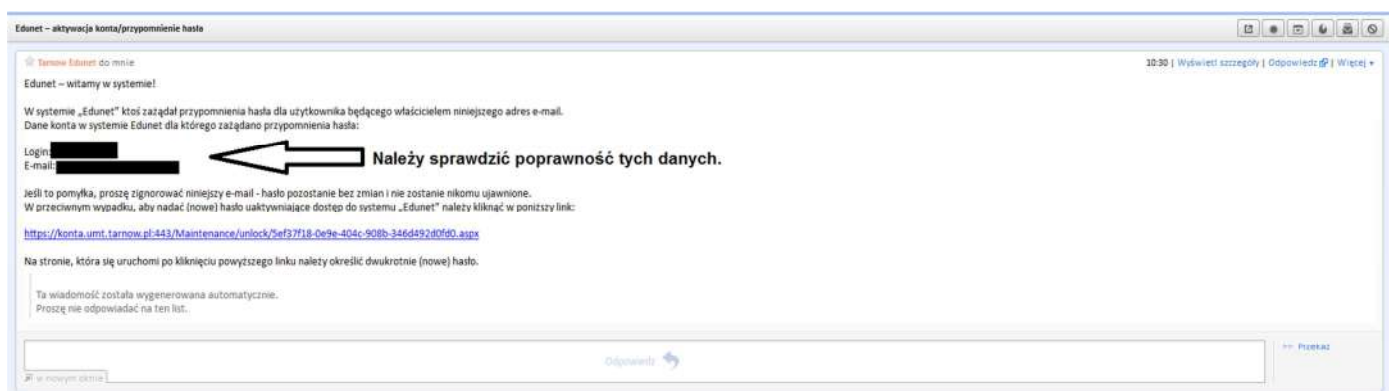 Edunet – aktywacja konta/przypomnienie hasła
Tarnow Edunet do mnie
10:30 | Wyświetl szczegóły | Odpowiedz | Więcej
Edunet – witamy w systemie!
W systemie „Edunet” ktoś zażądał przypomnienia hasła dla użytkownika będącego właścicielem niniejszego adres e-mail.
Dane konta w systemie Edunet dla którego zażądano przypomnienia hasła:
Login:
E-mail:
Należy sprawdzić poprawność tych danych.
Jeśli to pomyłka, proszę zignorować niniejszy e-mail - hasło pozostanie bez zmian i nie zostanie nikomu ujawnione.
W przeciwnym wypadku, aby nadać (nowe) hasło uaktywniające dostęp do systemu „Edunet” należy kliknąć w poniższy link:
https://konta.umt.tarnow.pl:443/Maintenance/unlock/5ef37f18-0e9e-404c-908b-346d492d0fd0.aspx
Na stronie, która się uruchomi po kliknięciu powyższego linku należy określić dwukrotnie (nowe) hasło.
Ta wiadomość została wygenerowana automatycznie.
Proszę nie odpowiadać na ten list.
Odpowiedz
Przekaż
w nowym oknie